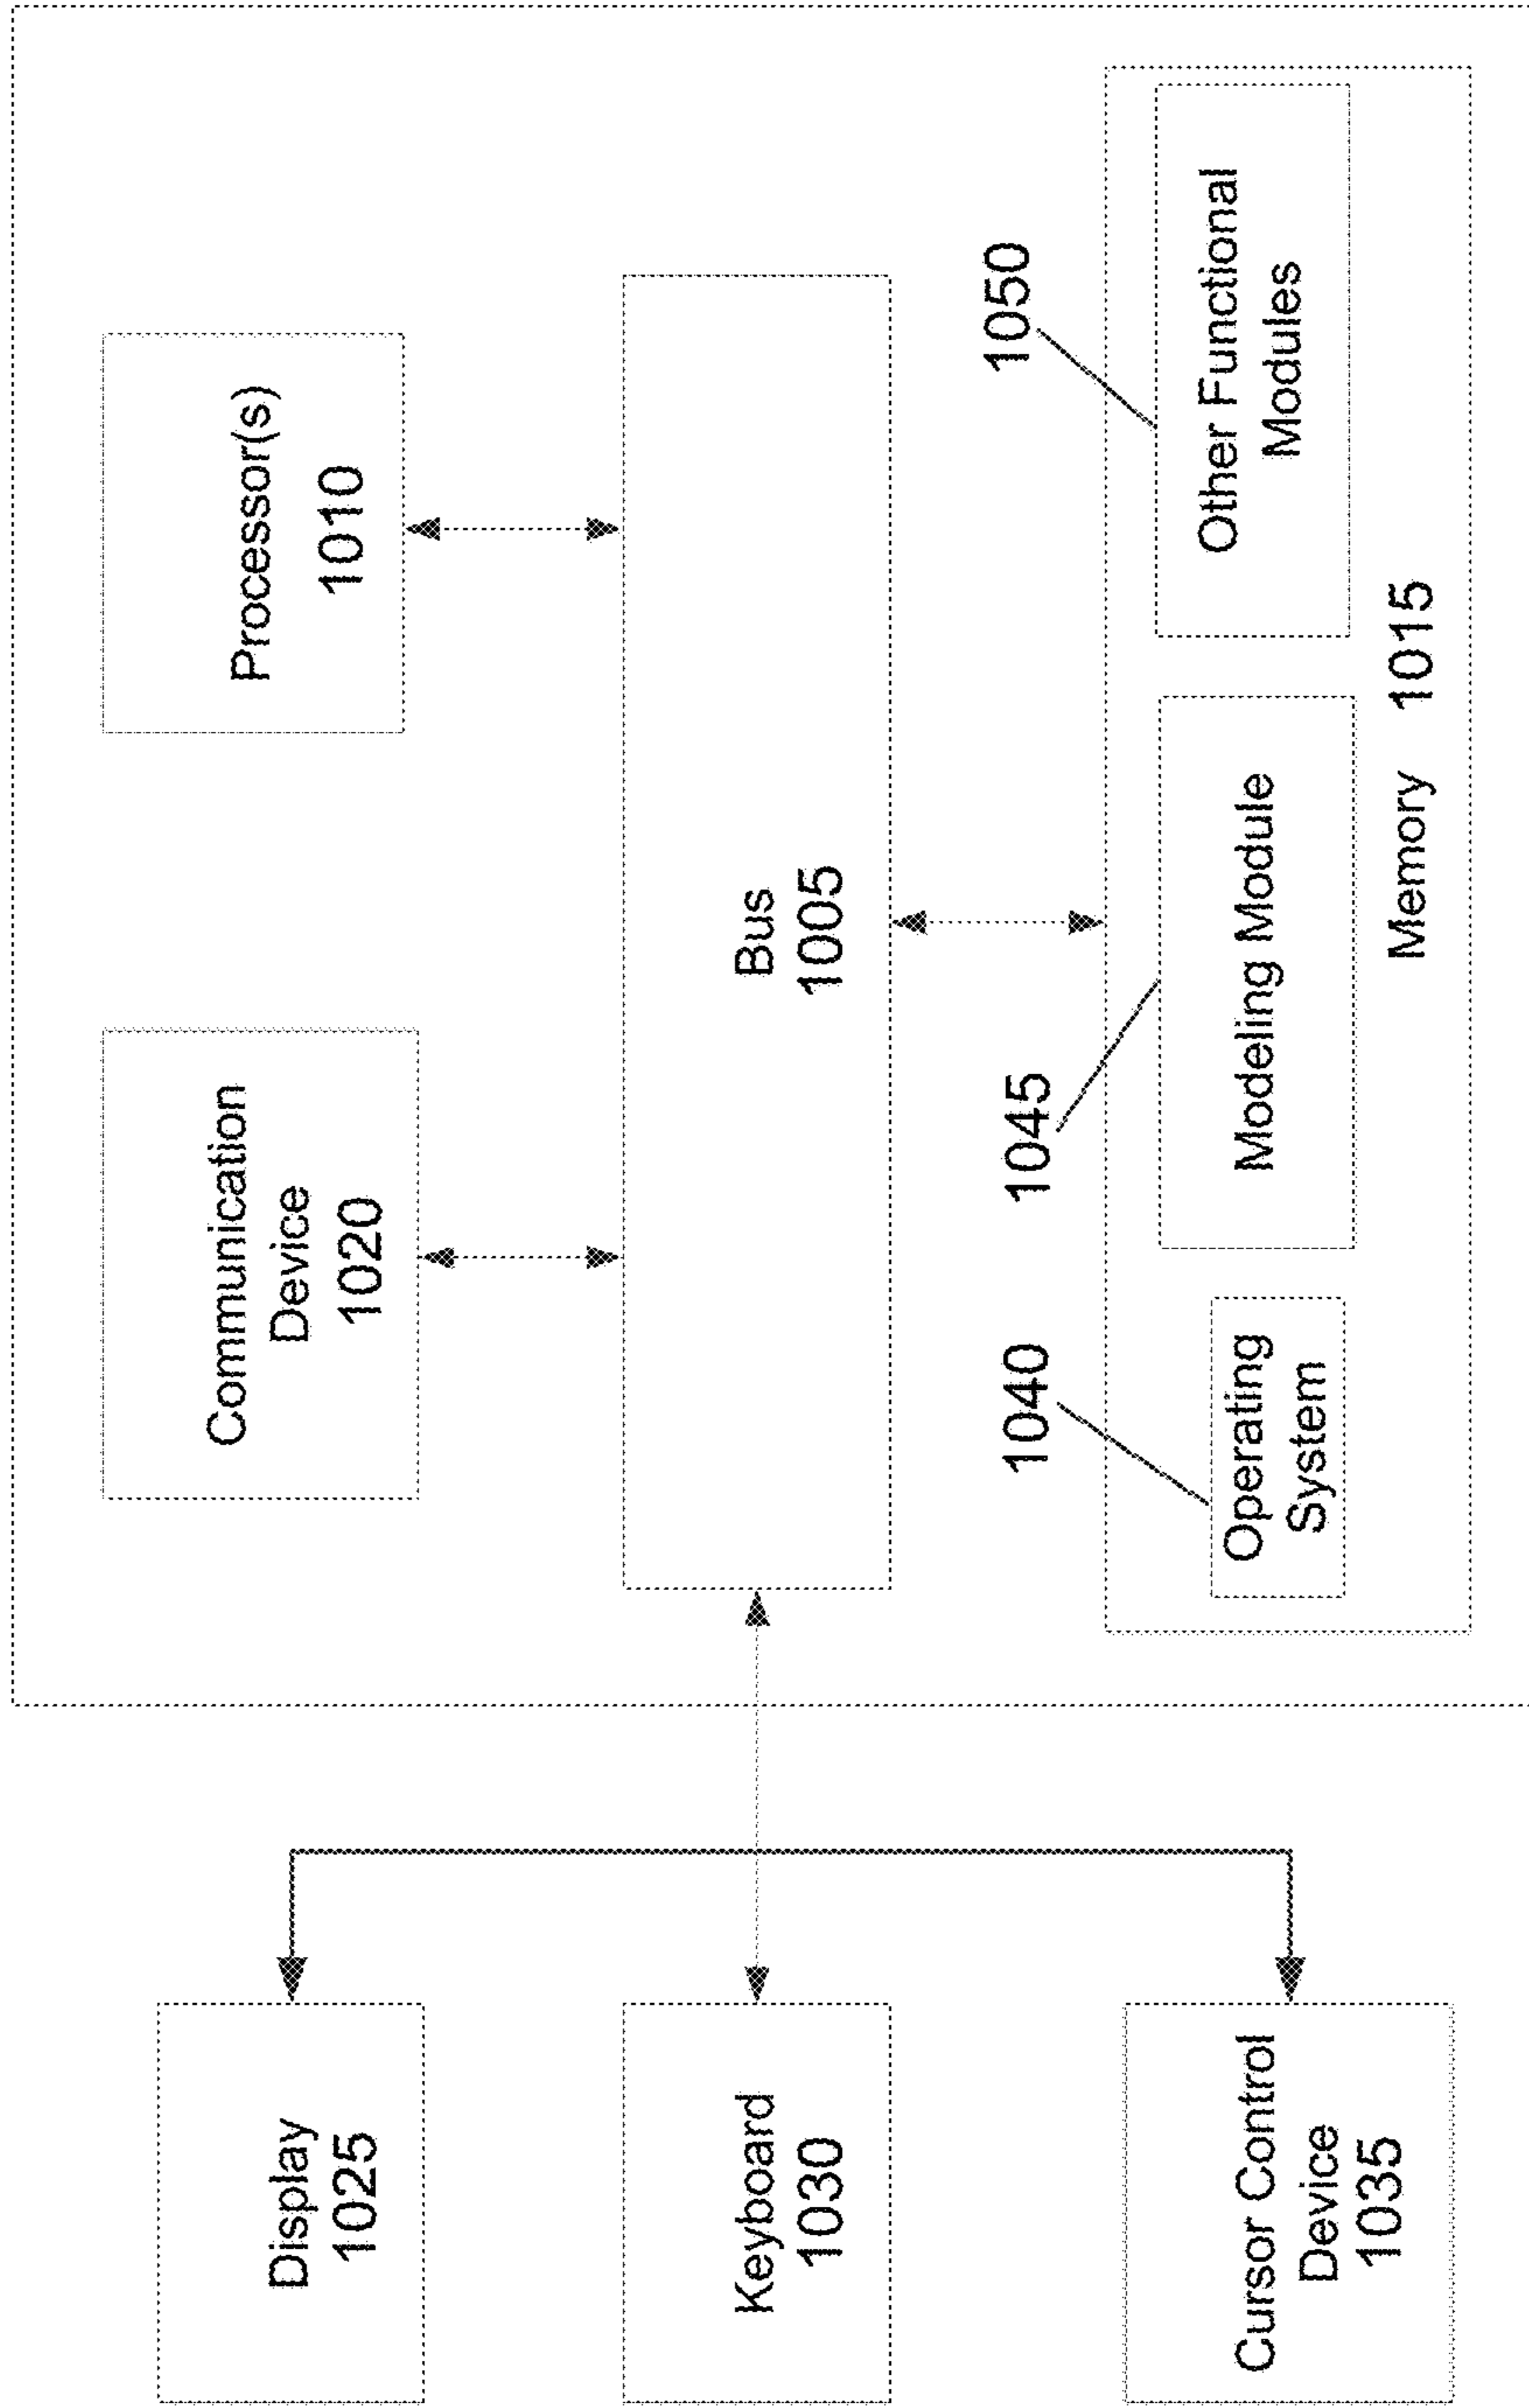 Display
1025
Keyboard
1030
Cursor Control
Device
1035
Communication
Device
1020
Processor(s)
1010
Bus
1005
1040
1045
1050
Operating
System
Modeling Module
Other Functional
Modules
Memory 1015